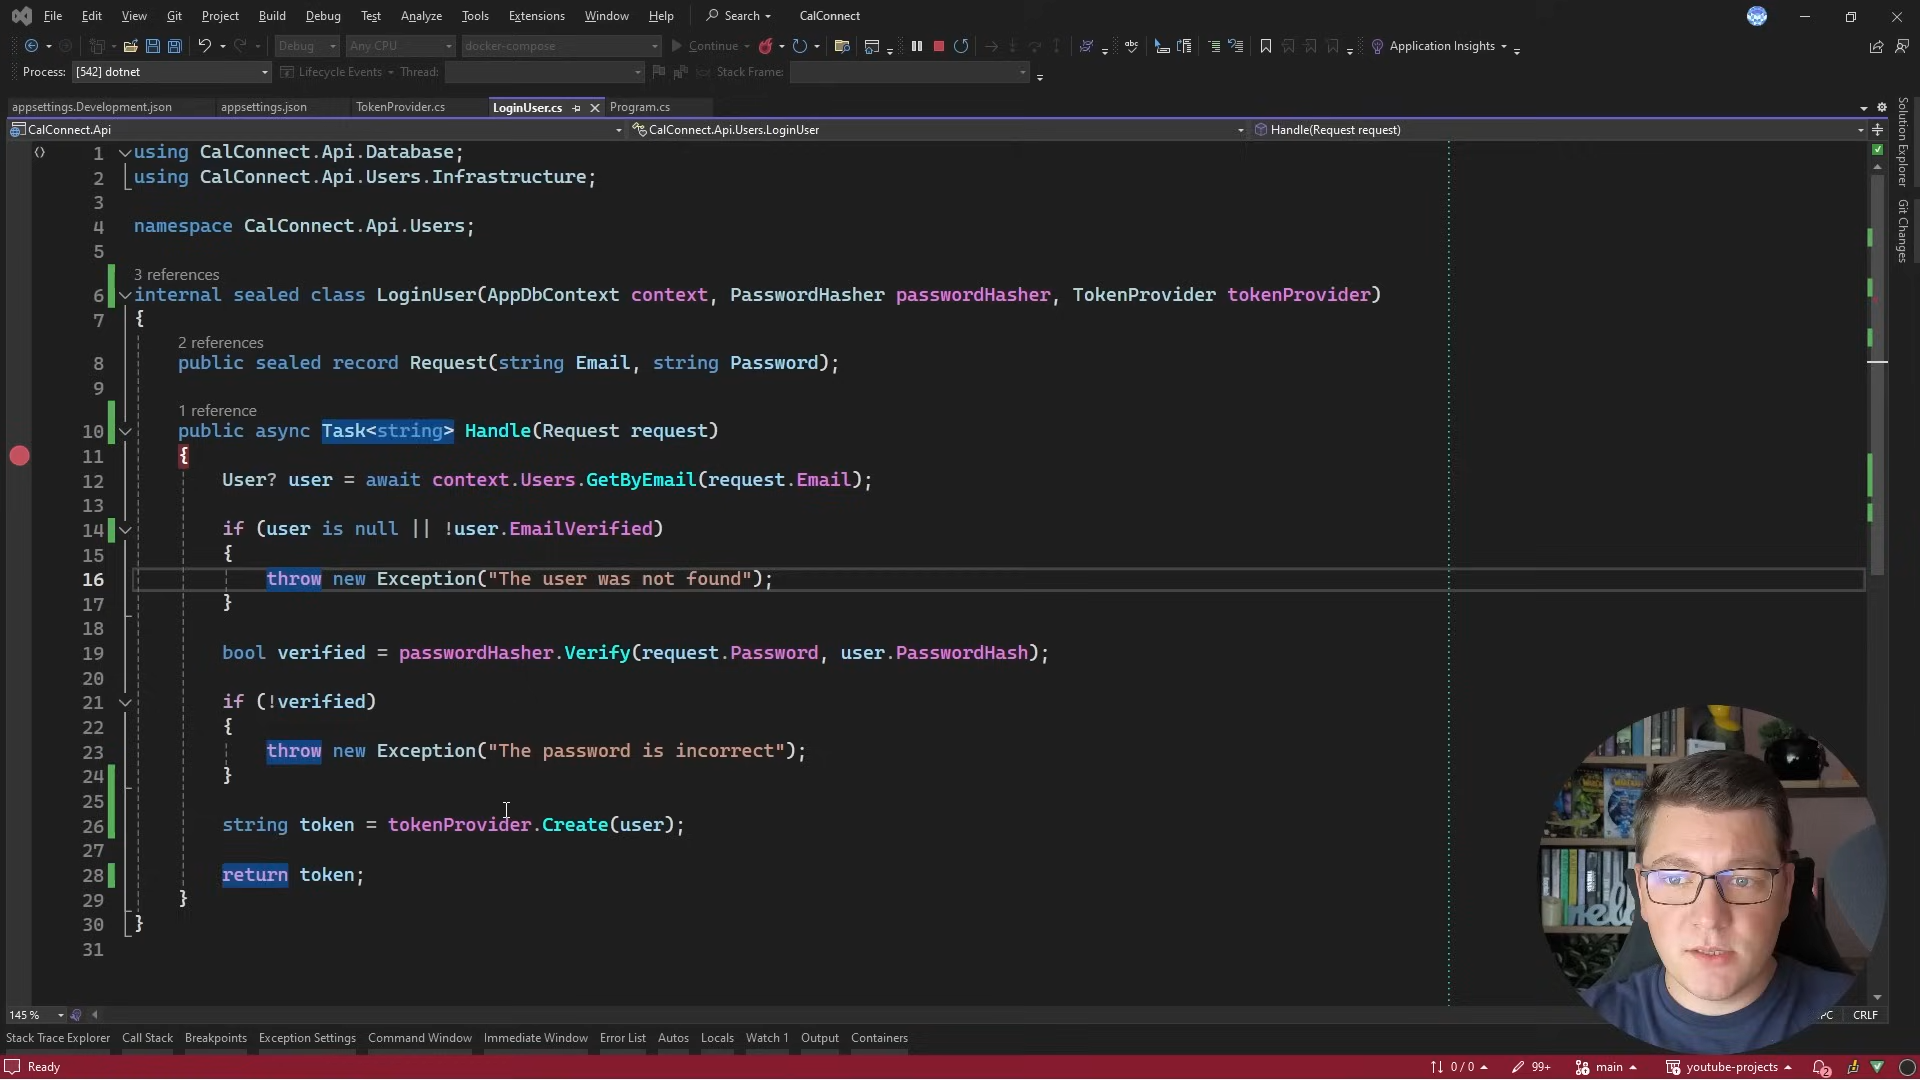 File Edit View Git Project Build Debug Test Analyze Tools Extensions Window Help Search CalConnect
Debug Any CPU docker-compose Continue Application Insights
Process: [542] dotnet Lifecycle Events Thread: Stack Frame:
appsettings.Development.json appsettings.json TokenProvider.cs LoginUser.cs Program.cs
CalConnect.Api CalConnect.Api.Users.LoginUser Handle(Request request)
Solution Explorer
Git Changes
1 using CalConnect.Api.Database;
2 using CalConnect.Api.Users.Infrastructure;
3
4 namespace CalConnect.Api.Users;
5
3 references
6 internal sealed class LoginUser(AppDbContext context, PasswordHasher passwordHasher, TokenProvider tokenProvider)
7 {
2 references
8 public sealed record Request(string Email, string Password);
9
1 reference
10 public async Task<string> Handle(Request request)
11 {
12 User? user = await context.Users.GetByEmail(request.Email);
13
14 if (user is null || !user.EmailVerified)
15 {
16 throw new Exception("The user was not found");
17 }
18
19 bool verified = passwordHasher.Verify(request.Password, user.PasswordHash);
20
21 if (!verified)
22 {
23 throw new Exception("The password is incorrect");
24 }
25
26 string token = tokenProvider.Create(user);
27
28 return token;
29 }
30 }
31
145 % CRLF
Stack Trace Explorer Call Stack Breakpoints Exception Settings Command Window Immediate Window Error List Autos Locals Watch 1 Output Containers
Ready 0 / 0 99+ main youtube-projects 2